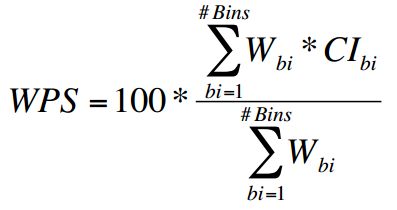 # Bins
∑ W_bi * CI_bi
bi=1
WPS = 100 *
# Bins
∑ W_bi
bi=1